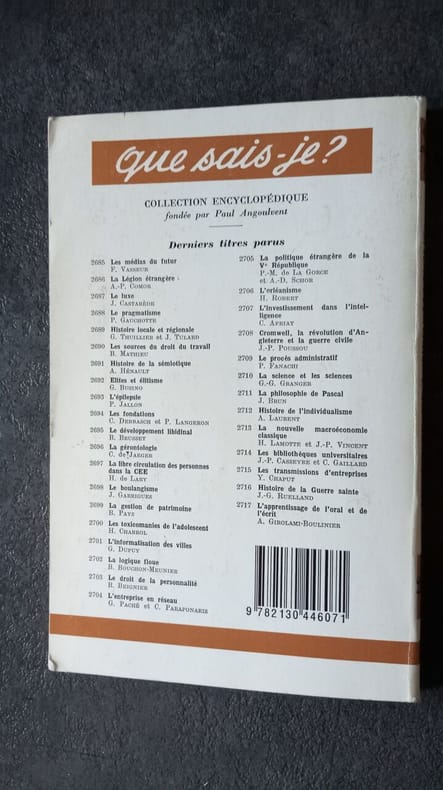 que sais-je?
COLLECTION ENCYCLOPÉDIQUE
fondée par Paul Angoulvent
Derniers titres parus
2685 Les médias du futur
F. VASSEUR
2686 La Légion étrangère
A.-P. COMOR
2687 Le luxe
J. CASTARÈDE
2688 Le pragmatisme
P. GAUCHOTTE
2689 Histoire locale et régionale
G. THUILLIER et J. TULARD
2690 Les sources du droit du travail
B. MATHIEU
2691 Histoire de la sémiotique
A. HÉNAULT
2692 Elites et élitisme
G. BUSINO
2693 L'épilepsie
P. JALLON
2694 Les fondations
C. DEBBASCH et P. LANGERON
2695 Le développement libidinal
B. BRUSSET
2696 La gérontologie
C. de JAEGER
2697 La libre circulation des personnes
dans la CEE
H. de LARY
2698 Le boulangisme
J. GARRIGUES
2699 La gestion de patrimoine
B. PAYS
2700 Les toxicomanies de l'adolescent
H. CHABROL
2701 L'informatisation des villes
G. DUPUY
2702 La logique floue
B. BOUCHON-MEUNIER
2703 Le droit de la personnalité
B. BEIGNIER
2704 L'entreprise en réseau
G. PACHÉ et C. PARAPONARIS
2705 La politique étrangère de la
Ve République
P.-M. DE LA GORCE
et A.-D. SCHOR
2706 L'orléanisme
H. ROBERT
2707 L'investissement dans l'intel-
ligence
C. AFRIAT
2708 Cromwell, la révolution d'An-
gleterre et la guerre civile
J.-P. POUSSOU
2709 Le procès administratif
P. FANACHI
2710 La science et les sciences
G.-G. GRANGER
2711 La philosophie de Pascal
J. BRUN
2712 Histoire de l'individualisme
A. LAURENT
2713 La nouvelle macroéconomie
classique
H. LAMOTTE et J.-P. VINCENT
2714 Les bibliothèques universitaires
J.-P. CASSEYRE et C. GAILLARD
2715 Les transmissions d'entreprises
Y. CHAPUT
2716 Histoire de la Guerre sainte
J.-G. RUELLAND
2717 L'apprentissage de l'oral et de
l'écrit
A. GIROLAMI-BOULINIER
9 782130 446071